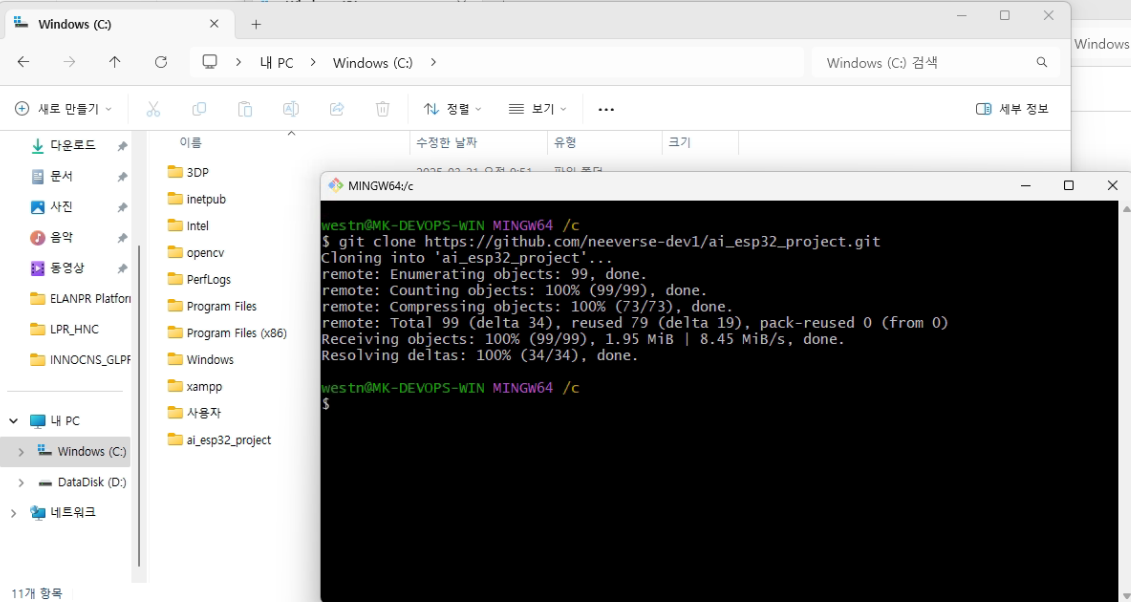 Windows (C:)
Windows
내 PC
Windows (C:)
Windows (C:) 검색
새로 만들기
정렬
보기
세부 정보
다운로드
문서
사진
음악
동영상
ELANPR Platfor
LPR_HNC
INNOCNS_GLPF
내 PC
Windows (C:)
DataDisk (D:)
네트워크
11개 항목
이름
수정한 날짜
유형
크기
3DP
inetpub
Intel
opencv
PerfLogs
Program Files
Program Files (x86)
Windows
xampp
사용자
ai_esp32_project
MINGW64:/c
westn@MK-DEVOPS-WIN MINGW64 /c
$ git clone https://github.com/neeverse-dev1/ai_esp32_project.git
Cloning into 'ai_esp32_project'...
remote: Enumerating objects: 99, done.
remote: Counting objects: 100% (99/99), done.
remote: Compressing objects: 100% (73/73), done.
remote: Total 99 (delta 34), reused 79 (delta 19), pack-reused 0 (from 0)
Receiving objects: 100% (99/99), 1.95 MiB | 8.45 MiB/s, done.
Resolving deltas: 100% (34/34), done.
westn@MK-DEVOPS-WIN MINGW64 /c
$